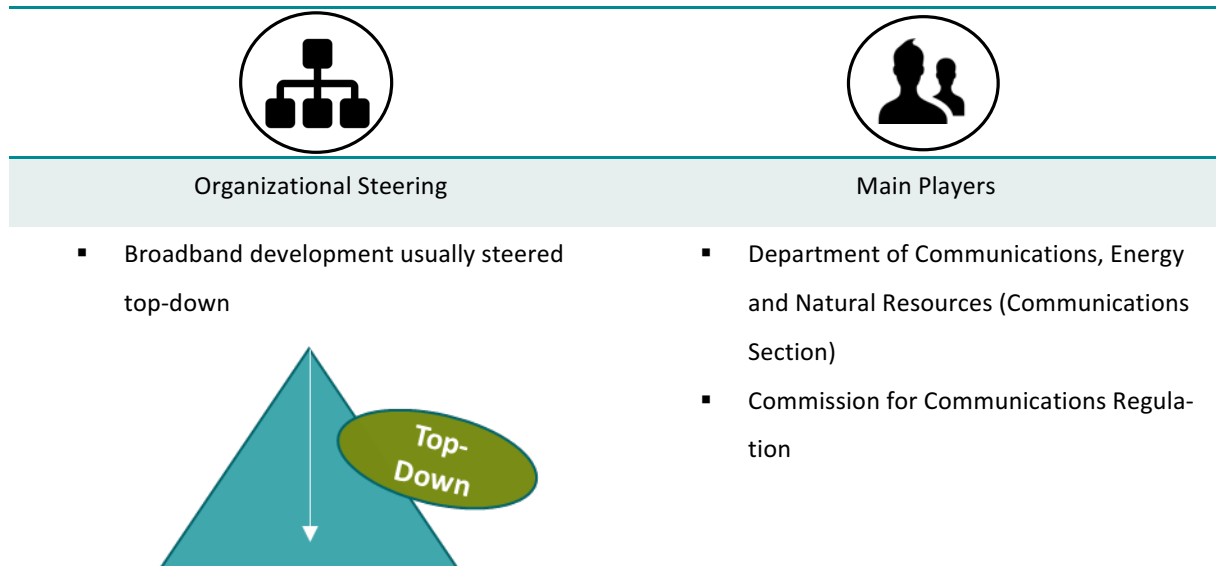 Organizational Steering
Main Players
▪ Broadband development usually steered
top-down
Top-
Down
▪ Department of Communications, Energy
and Natural Resources (Communications
Section)
▪ Commission for Communications Regula-
tion